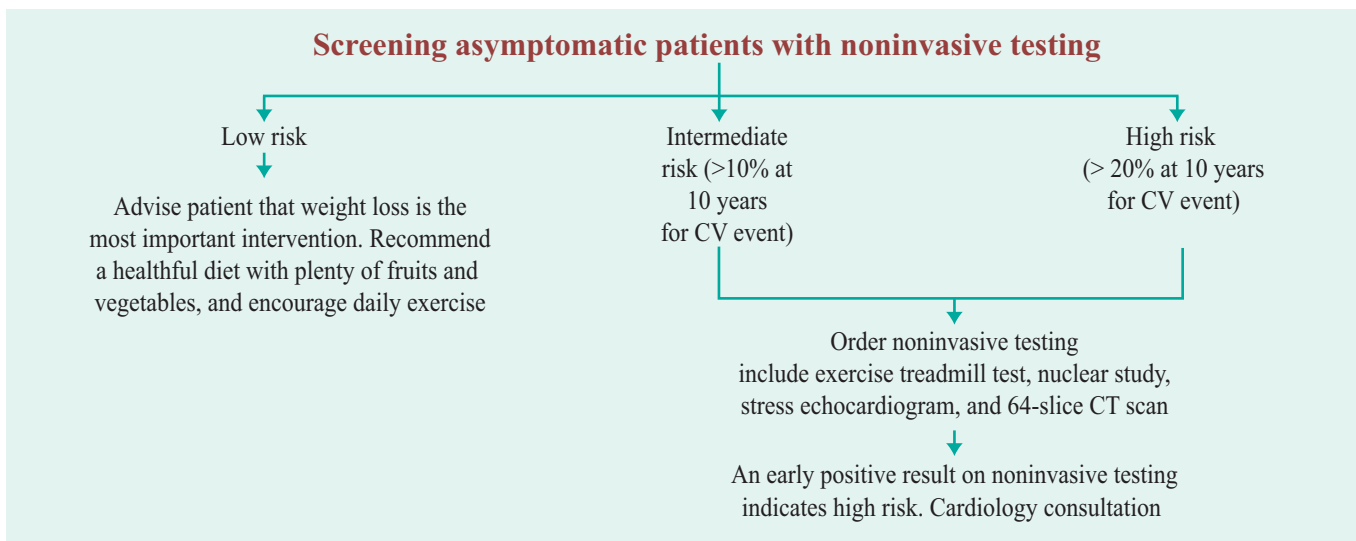 Screening asymptomatic patients with noninvasive testing
Low risk
Advise patient that weight loss is the
most important intervention. Recommend
a healthful diet with plenty of fruits and
vegetables, and encourage daily exercise
Intermediate
risk (>10% at
10 years
for CV event)
High risk
(> 20% at 10 years
for CV event)
Order noninvasive testing
include exercise treadmill test, nuclear study,
stress echocardiogram, and 64-slice CT scan
An early positive result on noninvasive testing
indicates high risk. Cardiology consultation